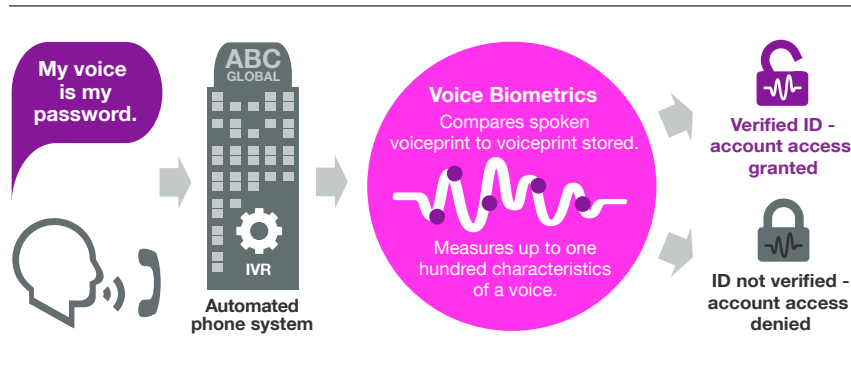 My voice
is my
password.
ABC
GLOBAL
IVR
Automated
phone system
Voice Biometrics
Compares spoken
voiceprint to voiceprint stored.
Measures up to one
hundred characteristics
of a voice.
Verified ID -
account access
granted
ID not verified -
account access
denied